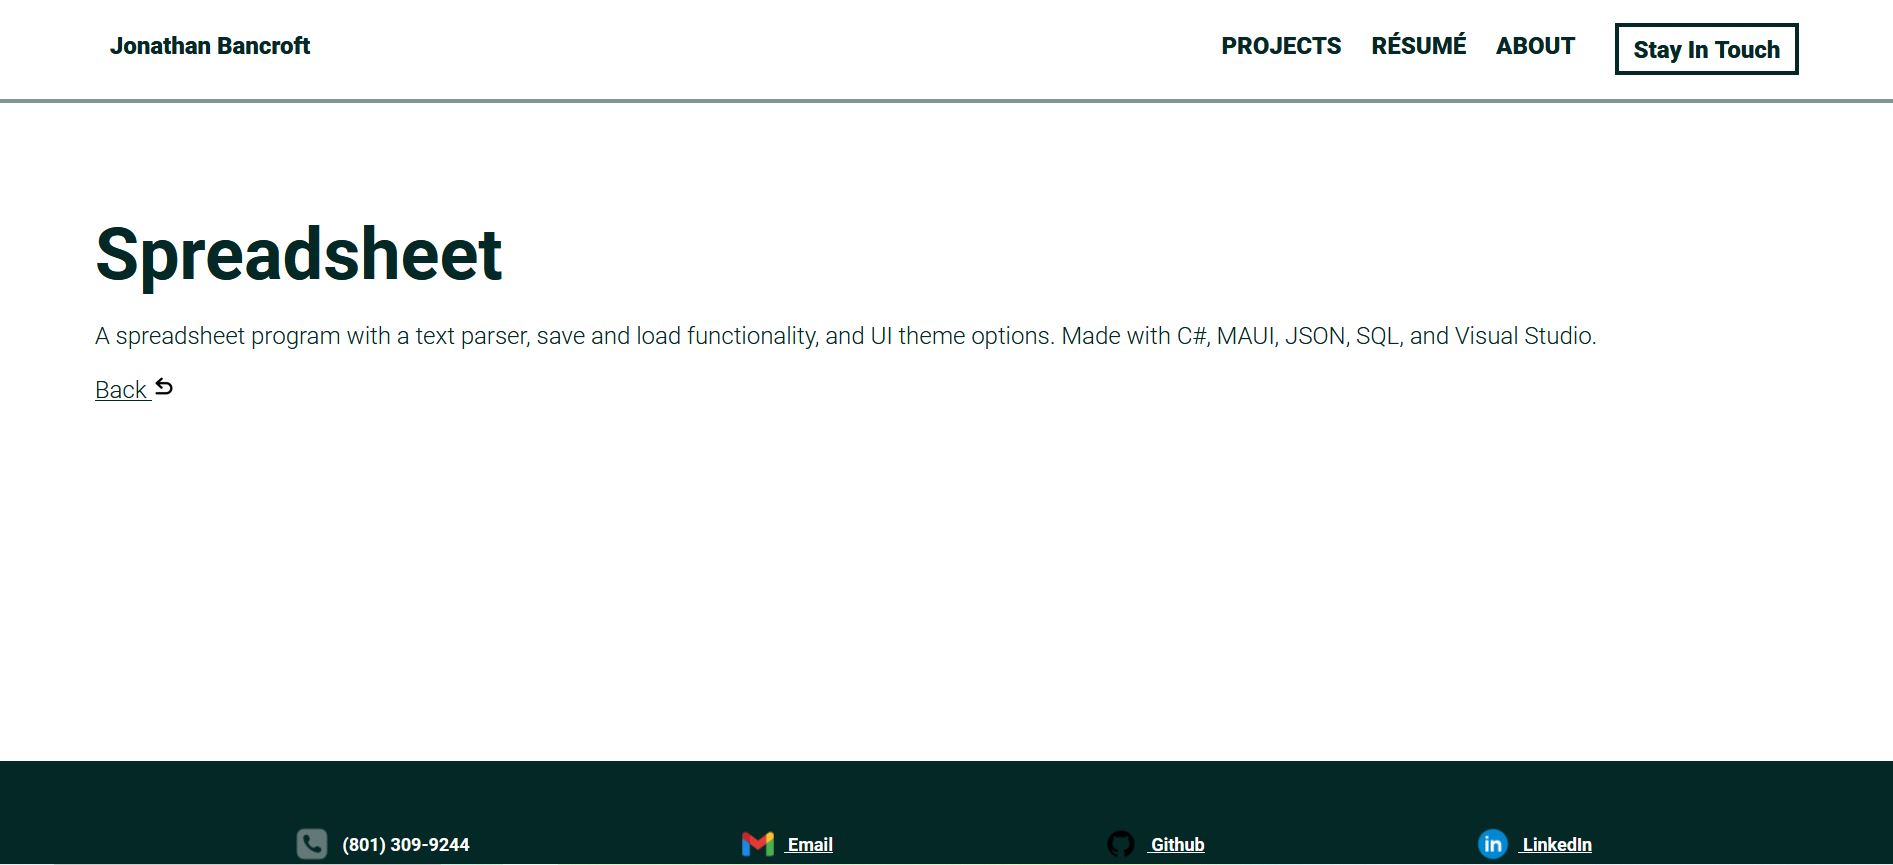 Jonathan Bancroft PROJECTS RÉSUMÉ ABOUT Stay In Touch
Spreadsheet
A spreadsheet program with a text parser, save and load functionality, and UI theme options. Made with C#, MAUI, JSON, SQL, and Visual Studio.
Back
(801) 309-9244 Email Github LinkedIn